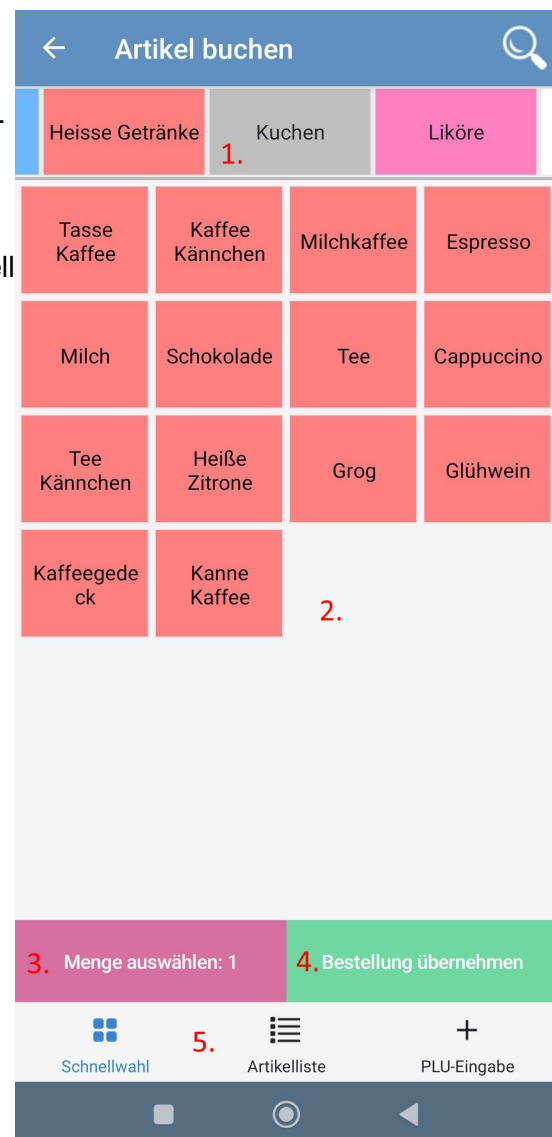 Artikel buchen
Heisse Getränke
1.
Kuchen
Liköre
Tasse
Kaffee
Kaffee
Kännchen
Milchkaffee
Espresso
ell
Milch
Schokolade
Tee
Cappuccino
Tee
Kännchen
Heiße
Zitrone
Grog
Glühwein
Kaffeegede
ck
Kanne
Kaffee
2.
3. Menge auswählen: 1
4. Bestellung übernehmen
5.
Schnellwahl
Artikelliste
PLU-Eingabe